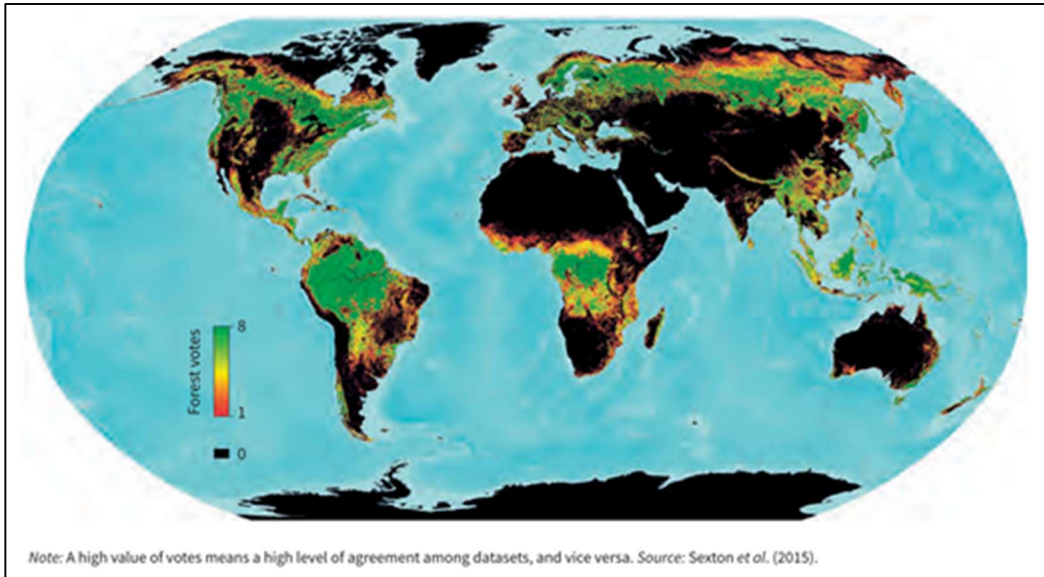 Forest votes
8
1
0
Note: A high value of votes means a high level of agreement among datasets, and vice versa. Source: Sexton et al. (2015).